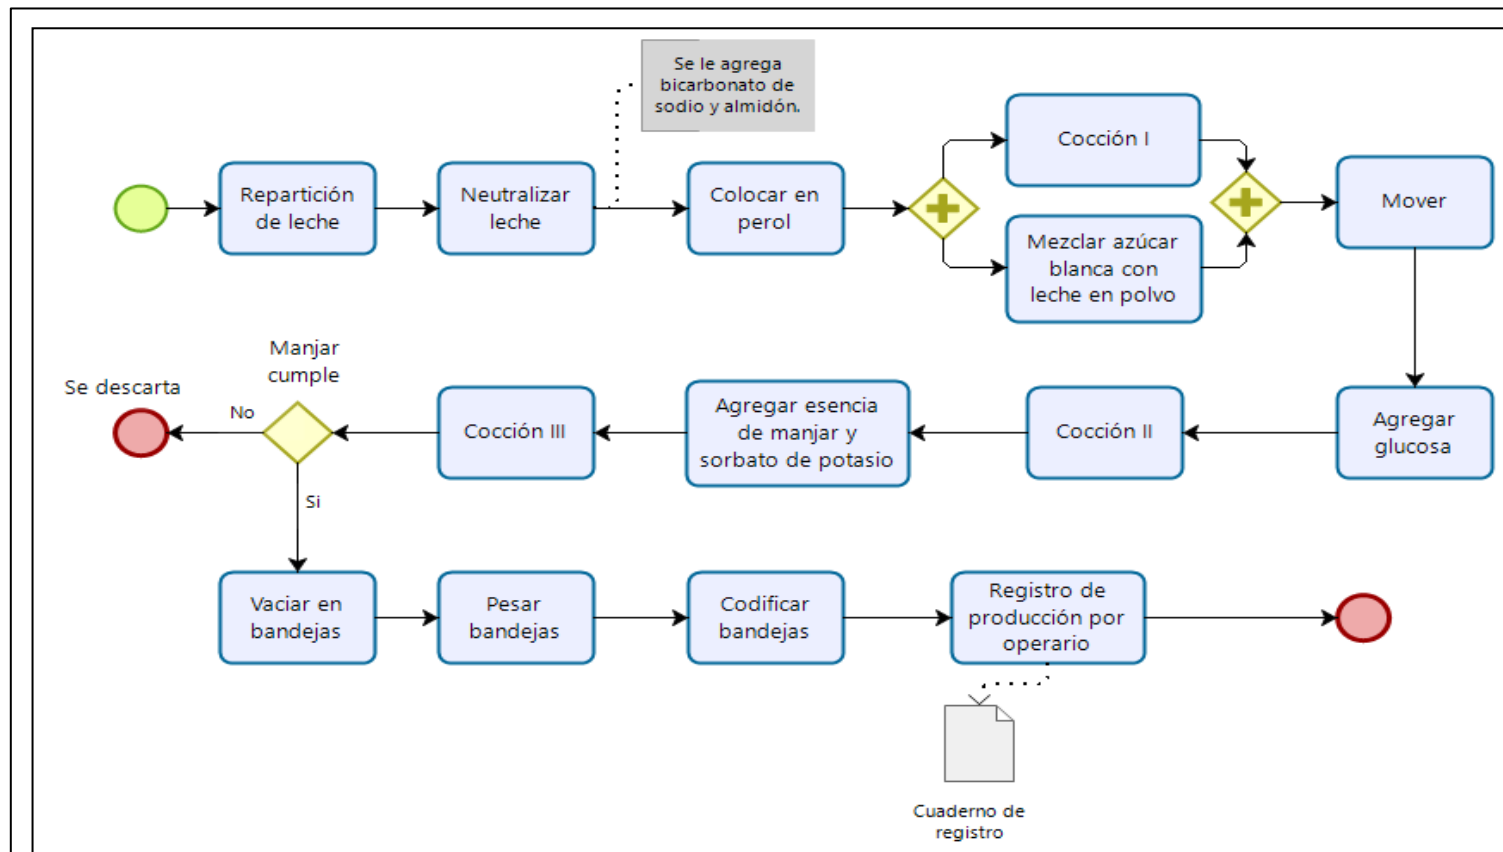 Se le agrega
bicarbonato de
sodio y almidón.
Repartición
de leche
Neutralizar
leche
Colocar en
perol
Cocción I
Mezclar azúcar
blanca con
leche en polvo
Mover
Agregar
glucosa
Cocción II
Agregar esencia
de manjar y
sorbato de potasio
Cocción III
Manjar
cumple
No
Se descarta
Si
Vaciar en
bandejas
Pesar
bandejas
Codificar
bandejas
Registro de
producción por
operario
Cuaderno de
registro